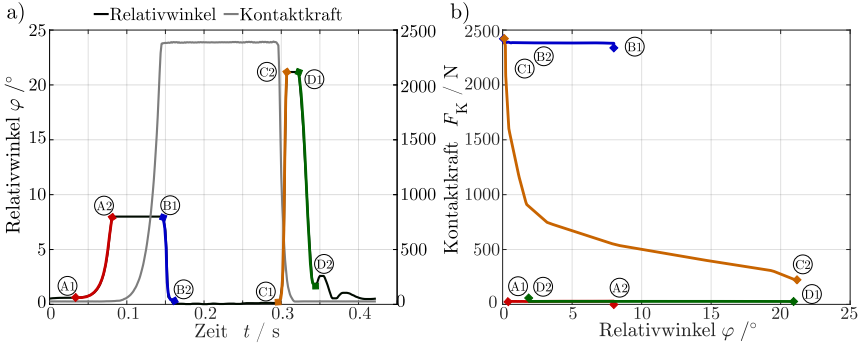 a)
Relativwinkel Kontaktkraft
Relativwinkel φ /°
25
20
15
10
5
0
2500
2000
1500
1000
500
0
A1
A2
B1
B2
C1
C2
D1
D2
0 0.1 0.2 0.3 0.4
Zeit t / s
b)
Kontaktkraft F_K / N
2500
2000
1500
1000
500
0
B2
B1
C1
C2
A1
D2
A2
D1
0 5 10 15 20 25
Relativwinkel φ /°